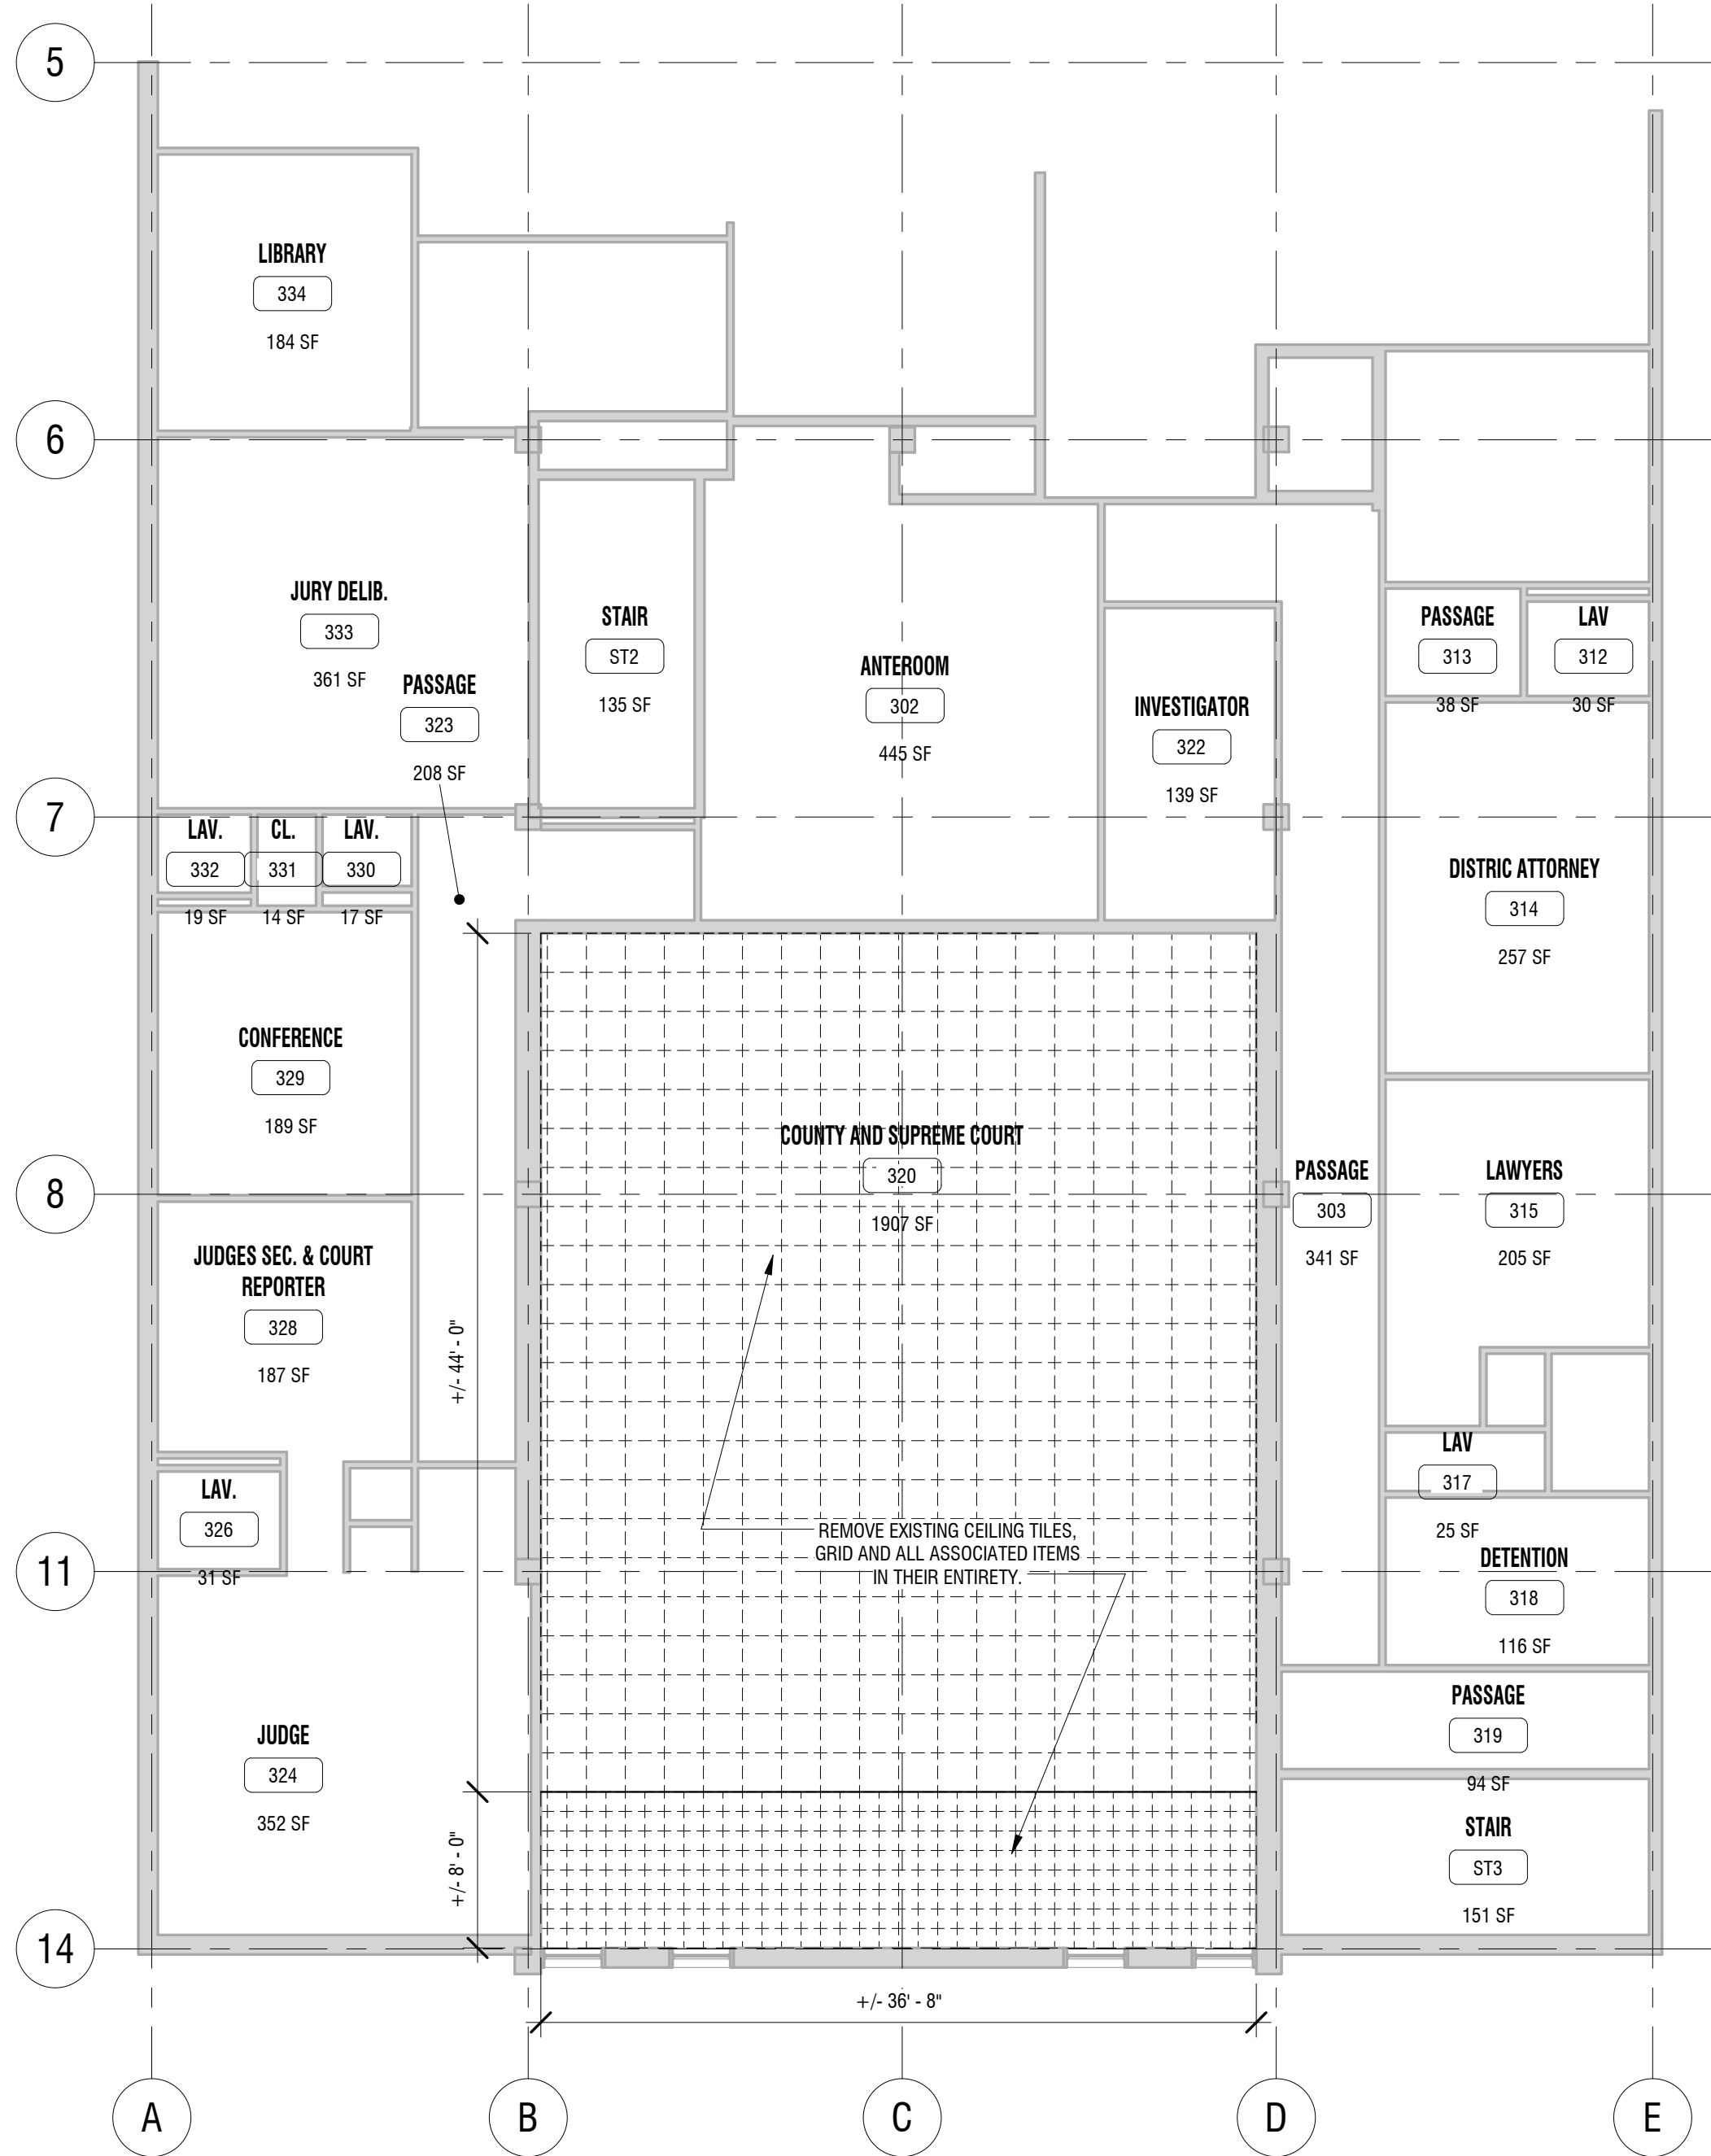 5
LIBRARY
334
184 SF
6
JURY DELIB.
333
361 SF
PASSAGE
323
208 SF
STAIR
ST2
135 SF
ANTEROOM
302
445 SF
INVESTIGATOR
322
139 SF
PASSAGE
313
38 SF
LAV
312
30 SF
7
LAV.
332
19 SF
CL.
331
14 SF
LAV.
330
17 SF
DISTRIC ATTORNEY
314
257 SF
CONFERENCE
329
189 SF
COUNTY AND SUPREME COURT
320
1907 SF
8
PASSAGE
303
341 SF
LAWYERS
315
205 SF
JUDGES SEC. & COURT
REPORTER
328
187 SF
+/- 44' - 0"
LAV.
326
31 SF
LAV
317
25 SF
REMOVE EXISTING CEILING TILES,
GRID AND ALL ASSOCIATED ITEMS
IN THEIR ENTIRETY.
11
DETENTION
318
116 SF
JUDGE
324
352 SF
PASSAGE
319
94 SF
+/- 8' - 0"
STAIR
ST3
151 SF
14
+/- 36' - 8"
A
B
C
D
E